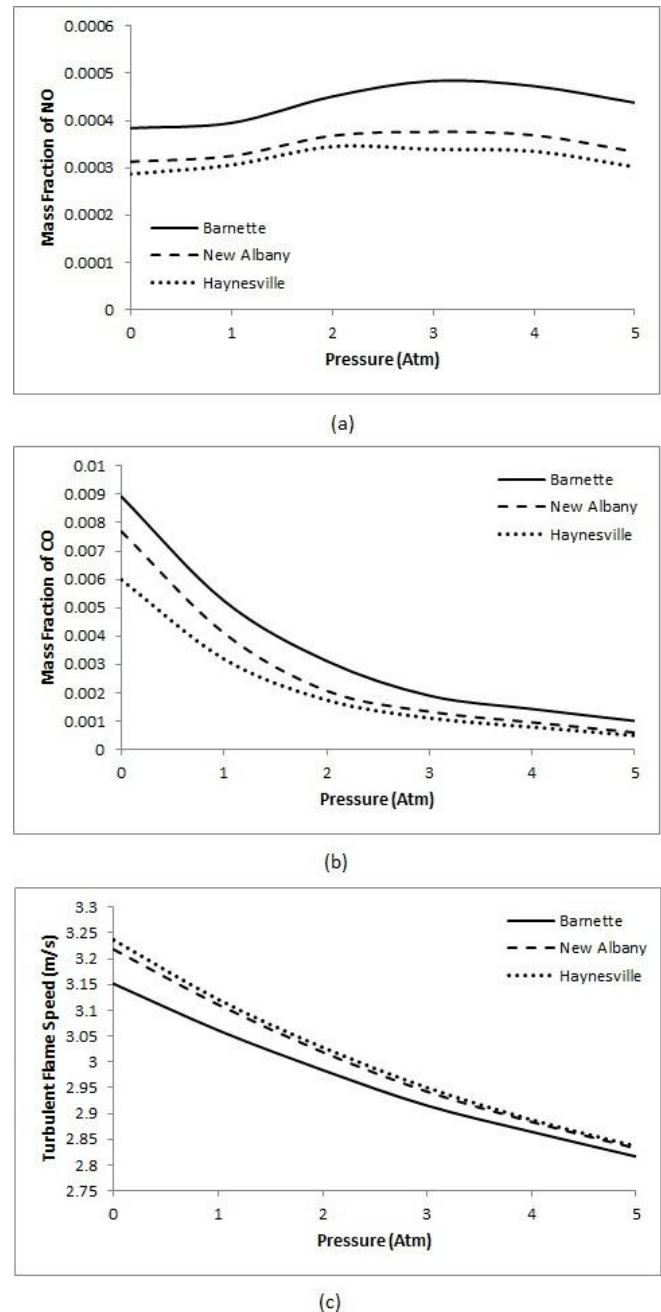 0.0006
0.0005
0.0004
0.0003
0.0002
0.0001
0
Mass Fraction of NO
Barnette
New Albany
Haynesville
0 1 2 3 4 5
Pressure (Atm)
(a)
0.01
0.009
0.008
0.007
0.006
0.005
0.004
0.003
0.002
0.001
0
Mass Fraction of CO
Barnette
New Albany
Haynesville
0 1 2 3 4 5
Pressure (Atm)
(b)
3.3
3.25
3.2
3.15
3.1
3.05
3
2.95
2.9
2.85
2.8
2.75
Turbulent Flame Speed (m/s)
Barnette
New Albany
Haynesville
0 1 2 3 4 5
Pressure (Atm)
(c)